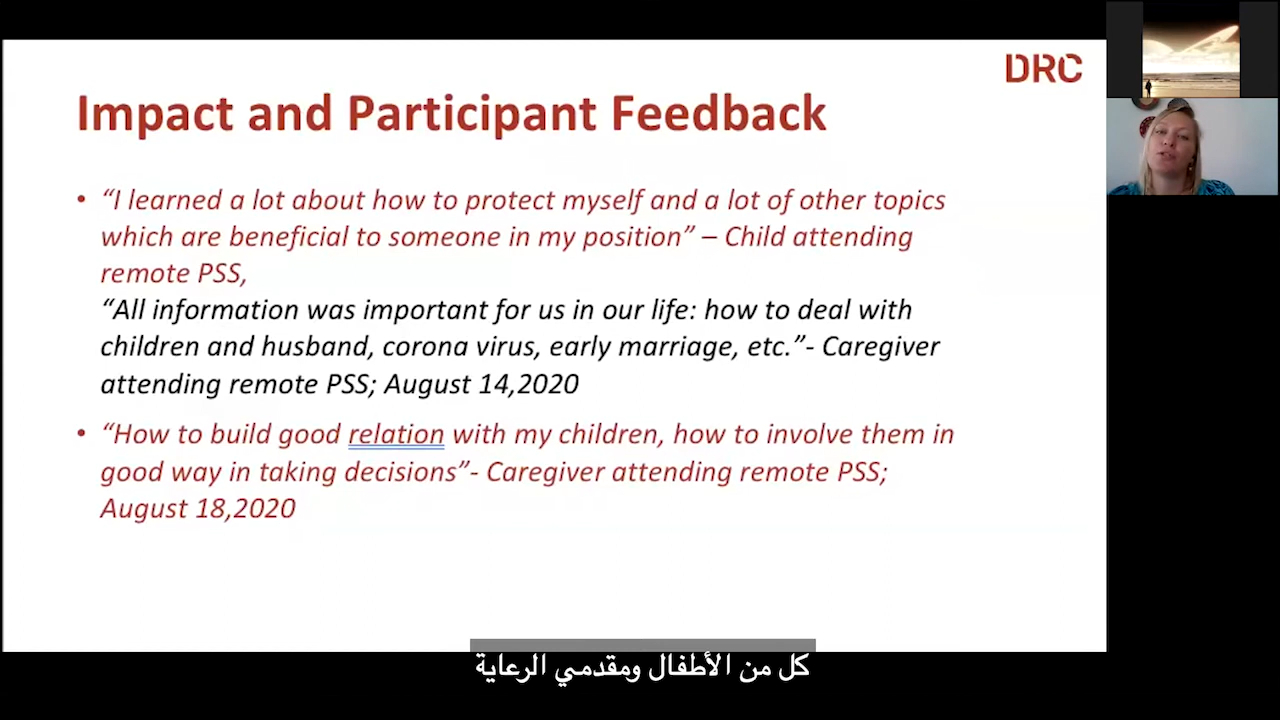 DRC
Impact and Participant Feedback
• “I learned a lot about how to protect myself and a lot of other topics
which are beneficial to someone in my position” – Child attending
remote PSS,
“All information was important for us in our life: how to deal with
children and husband, corona virus, early marriage, etc.”- Caregiver
attending remote PSS; August 14,2020
• “How to build good relation with my children, how to involve them in
good way in taking decisions”- Caregiver attending remote PSS;
August 18,2020
كل من الأطفال ومقدمي الرعاية